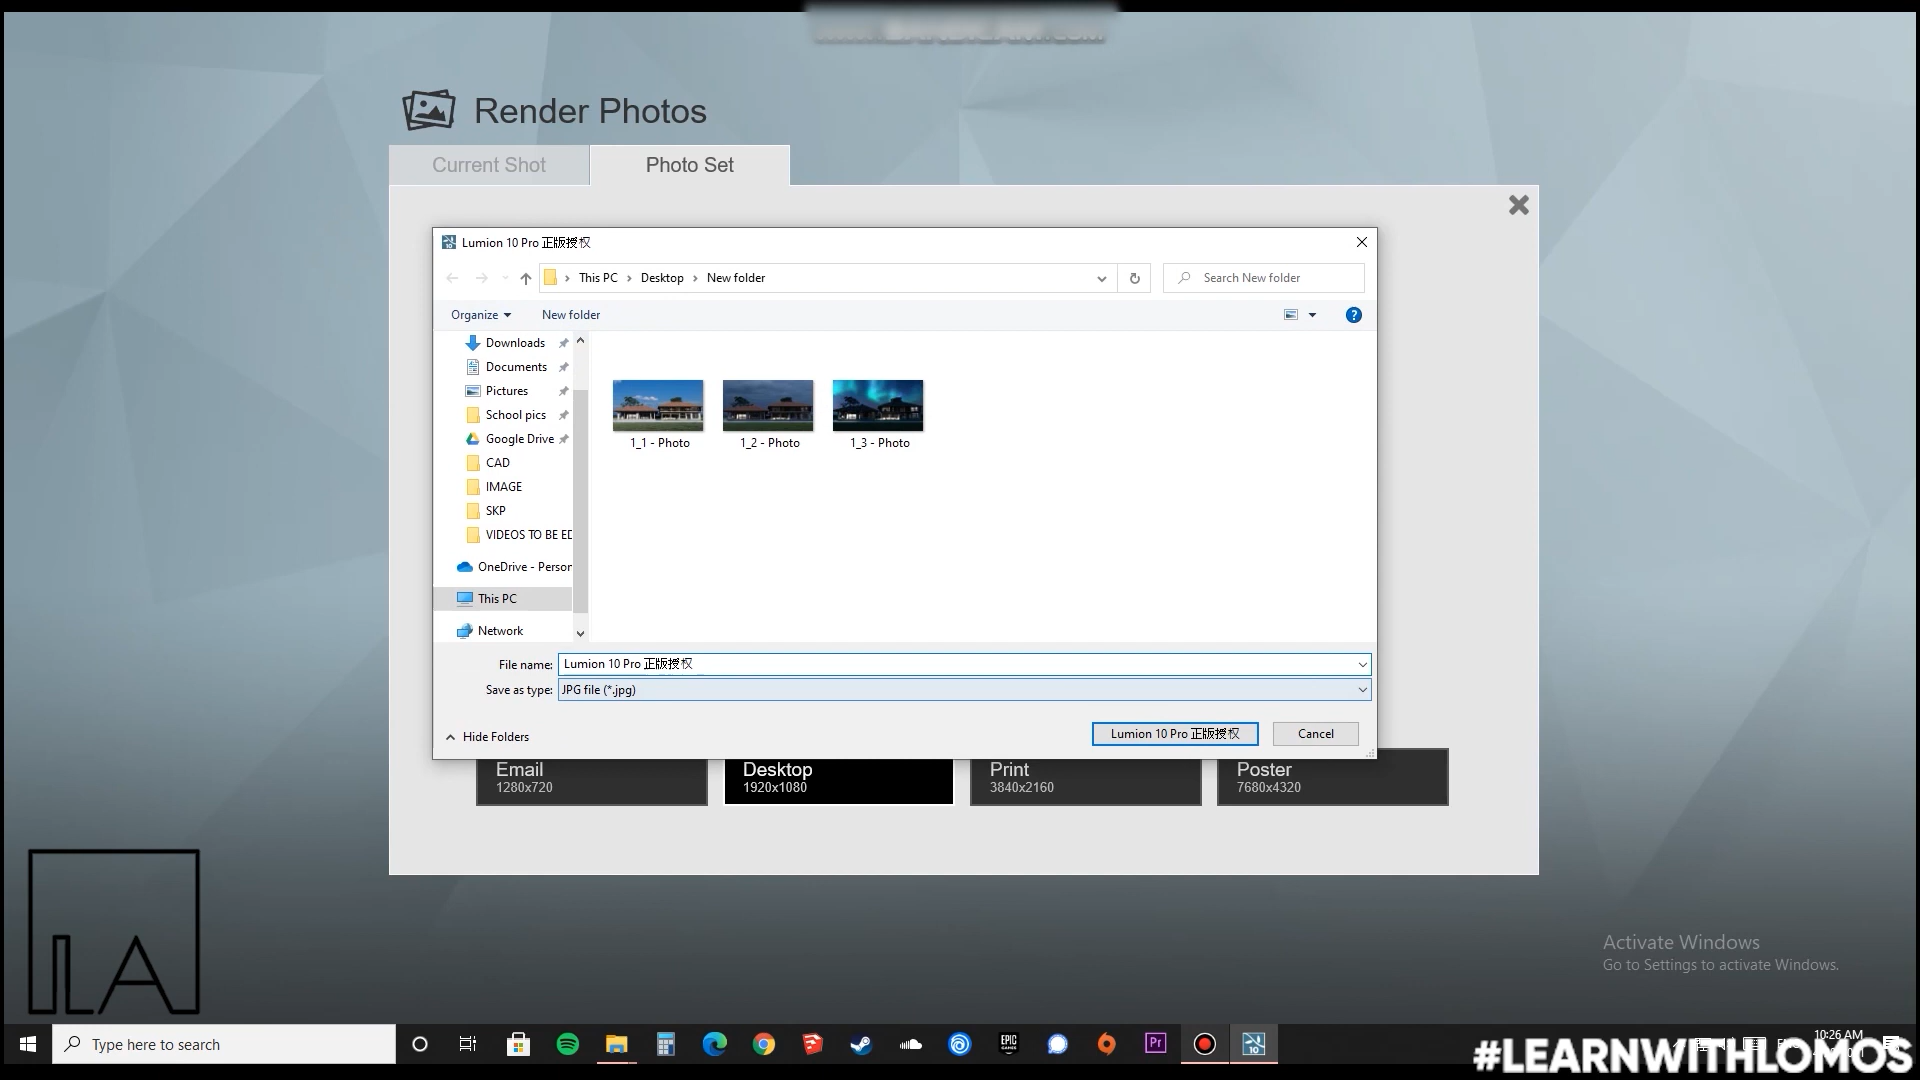 Render Photos
Current Shot
Photo Set
Lumion 10 Pro 正版授权
This PC
Desktop
New folder
Search New folder
Organize
New folder
Downloads
Documents
Pictures
School pics
Google Drive
CAD
IMAGE
SKP
VIDEOS TO BE
OneDrive -
This PC
Network
1_1 - Photo
1_2 - Photo
1_3 - Photo
File name: Lumion 10 Pro 正版授权
Save as type: JPG file (*.jpg)
Hide Folders
Lumion 10 Pro 正版授权
Cancel
Email
1280x720
Desktop
1920x1080
Print
3840x2160
Poster
7680x4320
LA
Activate Windows
Go to Settings to activate Windows.
Type here to search
EPIC GAMES
Pr
10
10:26 AM
#LEARNWITHLOMOS